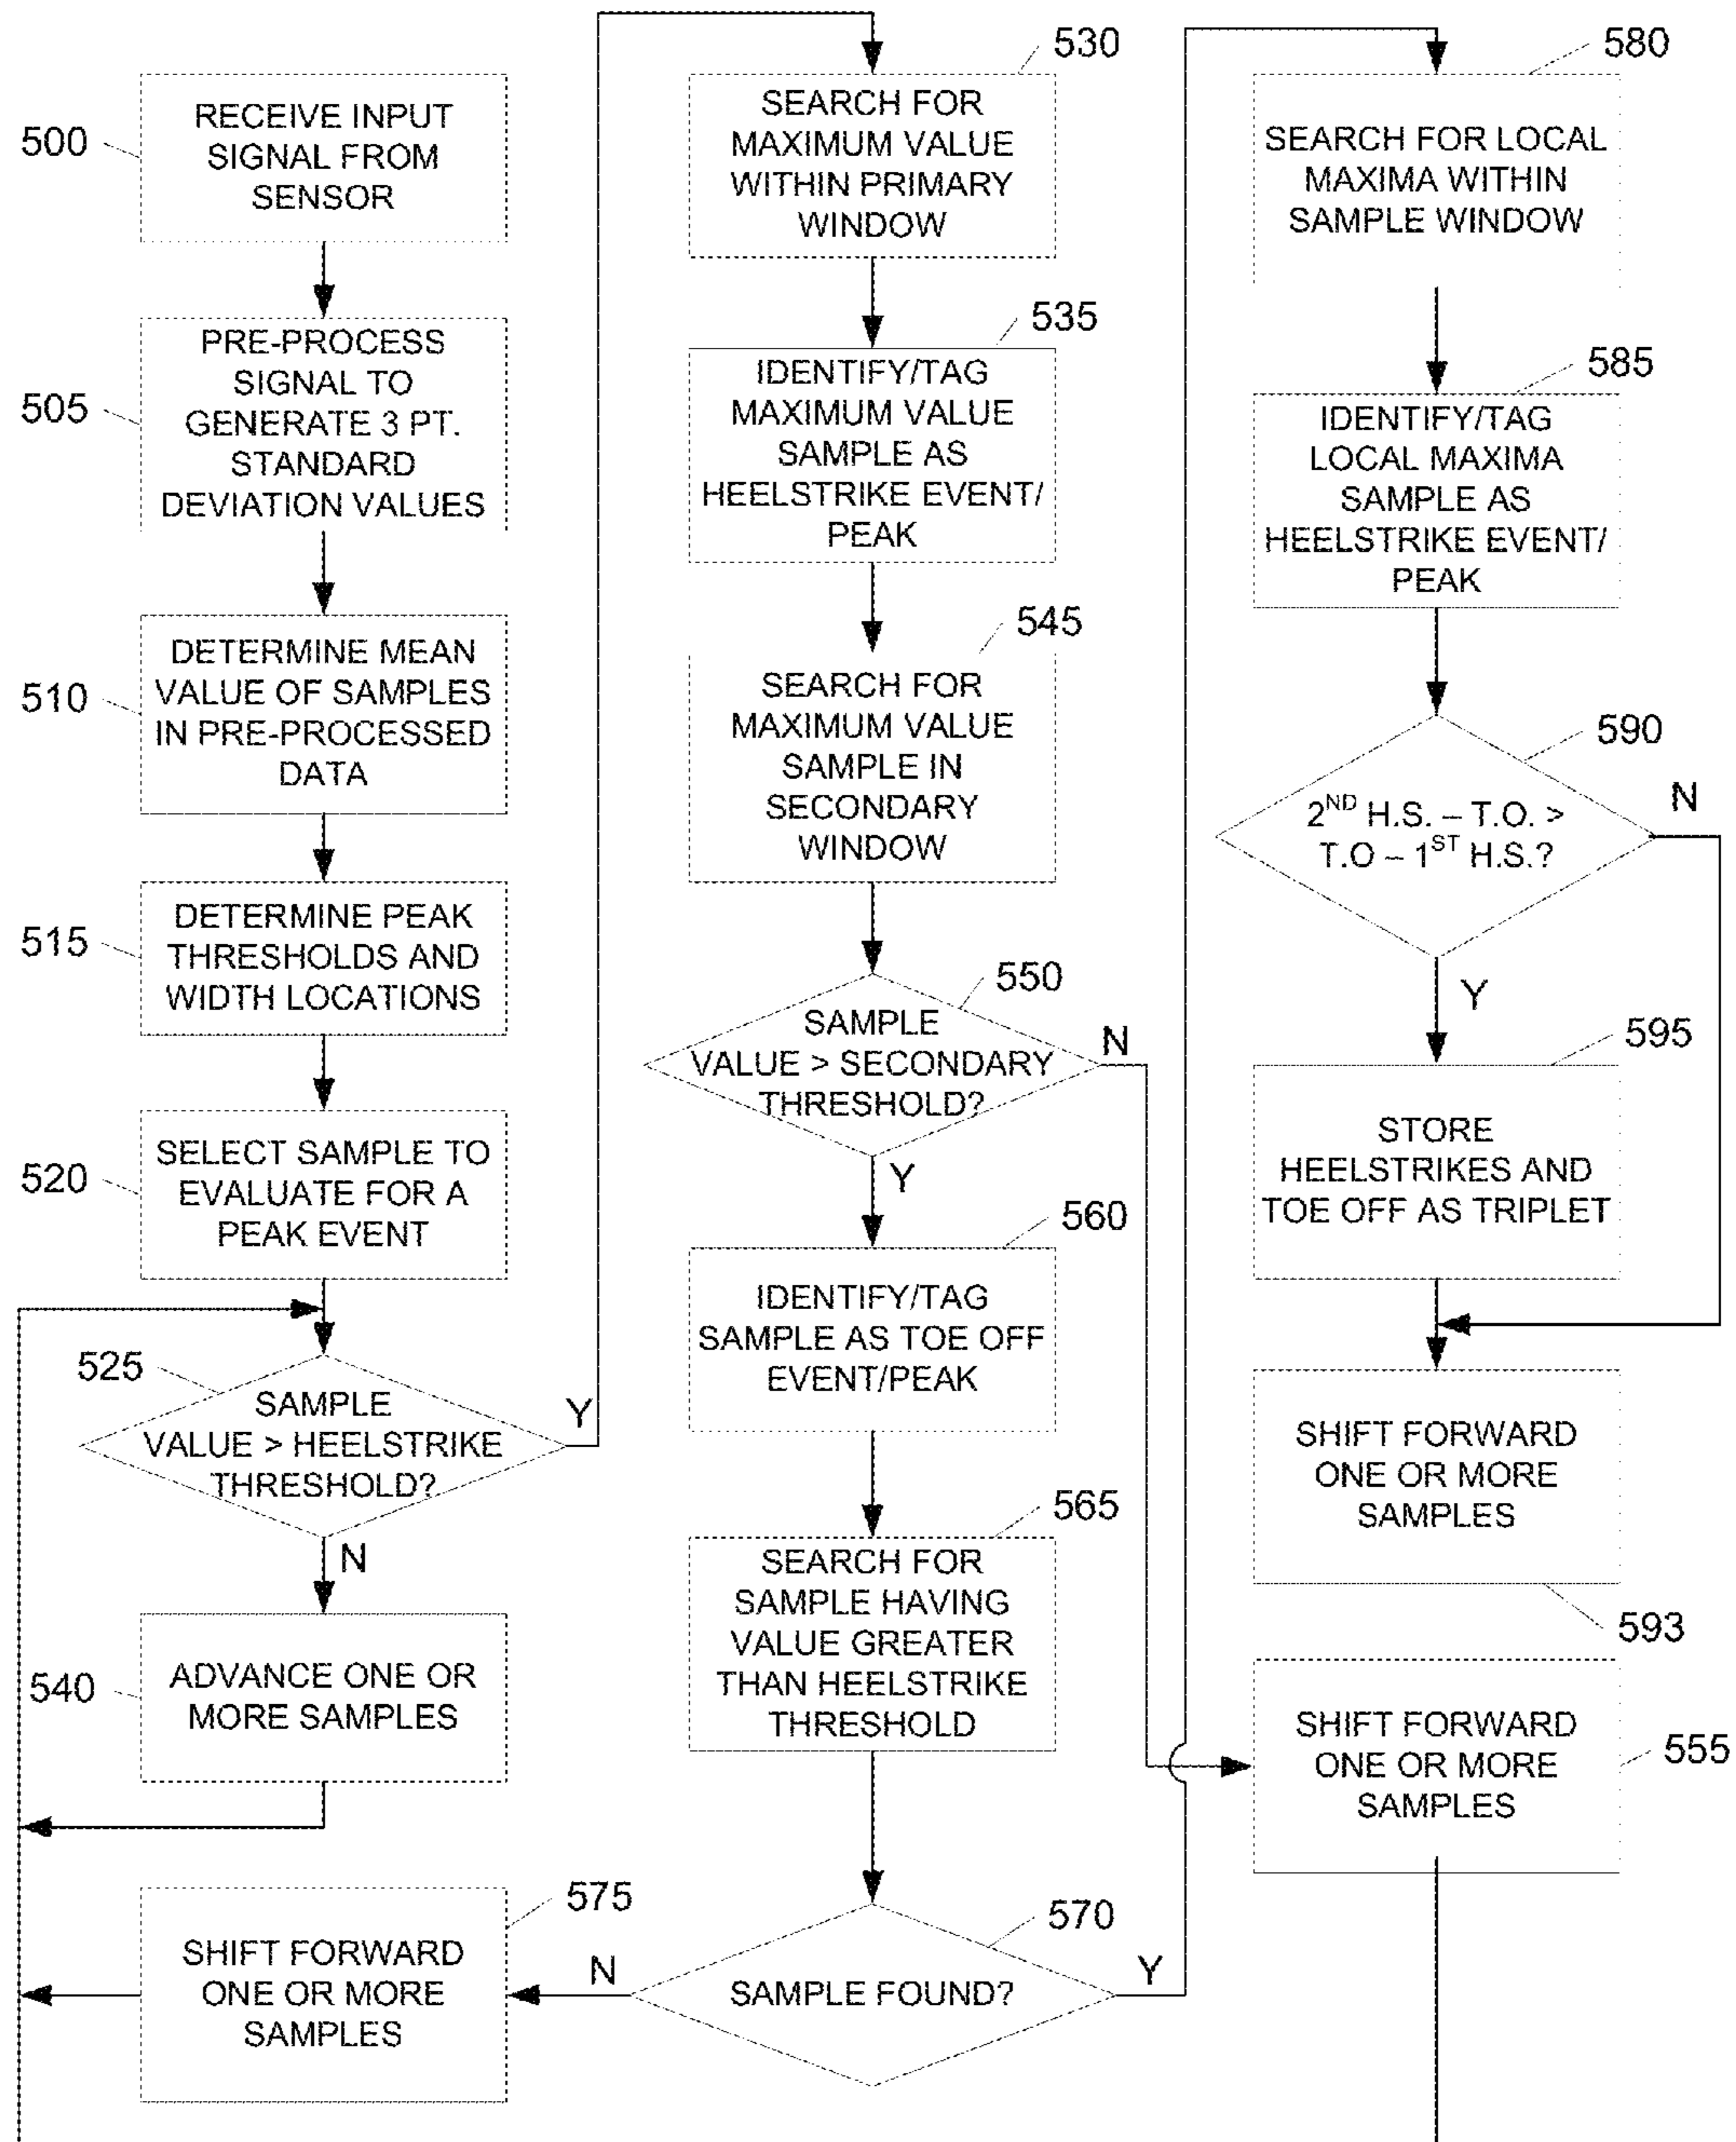 500
RECEIVE INPUT
SIGNAL FROM
SENSOR
505
PRE-PROCESS
SIGNAL TO
GENERATE 3 PT.
STANDARD
DEVIATION VALUES
510
DETERMINE MEAN
VALUE OF SAMPLES
IN PRE-PROCESSED
DATA
515
DETERMINE PEAK
THRESHOLDS AND
WIDTH LOCATIONS
520
SELECT SAMPLE TO
EVALUATE FOR A
PEAK EVENT
525
SAMPLE
VALUE > HEELSTRIKE
THRESHOLD?
Y
N
540
ADVANCE ONE OR
MORE SAMPLES
575
SHIFT FORWARD
ONE OR MORE
SAMPLES
530
SEARCH FOR
MAXIMUM VALUE
WITHIN PRIMARY
WINDOW
535
IDENTIFY/TAG
MAXIMUM VALUE
SAMPLE AS
HEELSTRIKE EVENT/
PEAK
545
SEARCH FOR
MAXIMUM VALUE
SAMPLE IN
SECONDARY
WINDOW
550
SAMPLE
VALUE > SECONDARY
THRESHOLD?
N
Y
560
IDENTIFY/TAG
SAMPLE AS TOE OFF
EVENT/PEAK
565
SEARCH FOR
SAMPLE HAVING
VALUE GREATER
THAN HEELSTRIKE
THRESHOLD
570
SAMPLE FOUND?
N
Y
580
SEARCH FOR LOCAL
MAXIMA WITHIN
SAMPLE WINDOW
585
IDENTIFY/TAG
LOCAL MAXIMA
SAMPLE AS
HEELSTRIKE EVENT/
PEAK
590
2ND H.S. – T.O. >
T.O – 1ST H.S.?
N
Y
595
STORE
HEELSTRIKES AND
TOE OFF AS TRIPLET
SHIFT FORWARD
ONE OR MORE
SAMPLES
593
SHIFT FORWARD
ONE OR MORE
SAMPLES
555